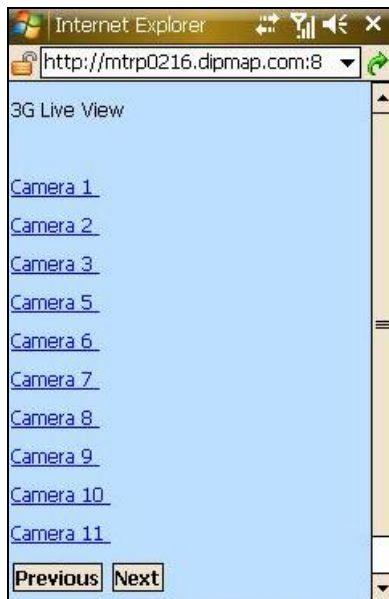 Internet Explorer
http://mtrp0216.dipmap.com:8
3G Live View
Camera 1
Camera 2
Camera 3
Camera 5
Camera 6
Camera 7
Camera 8
Camera 9
Camera 10
Camera 11
Previous Next